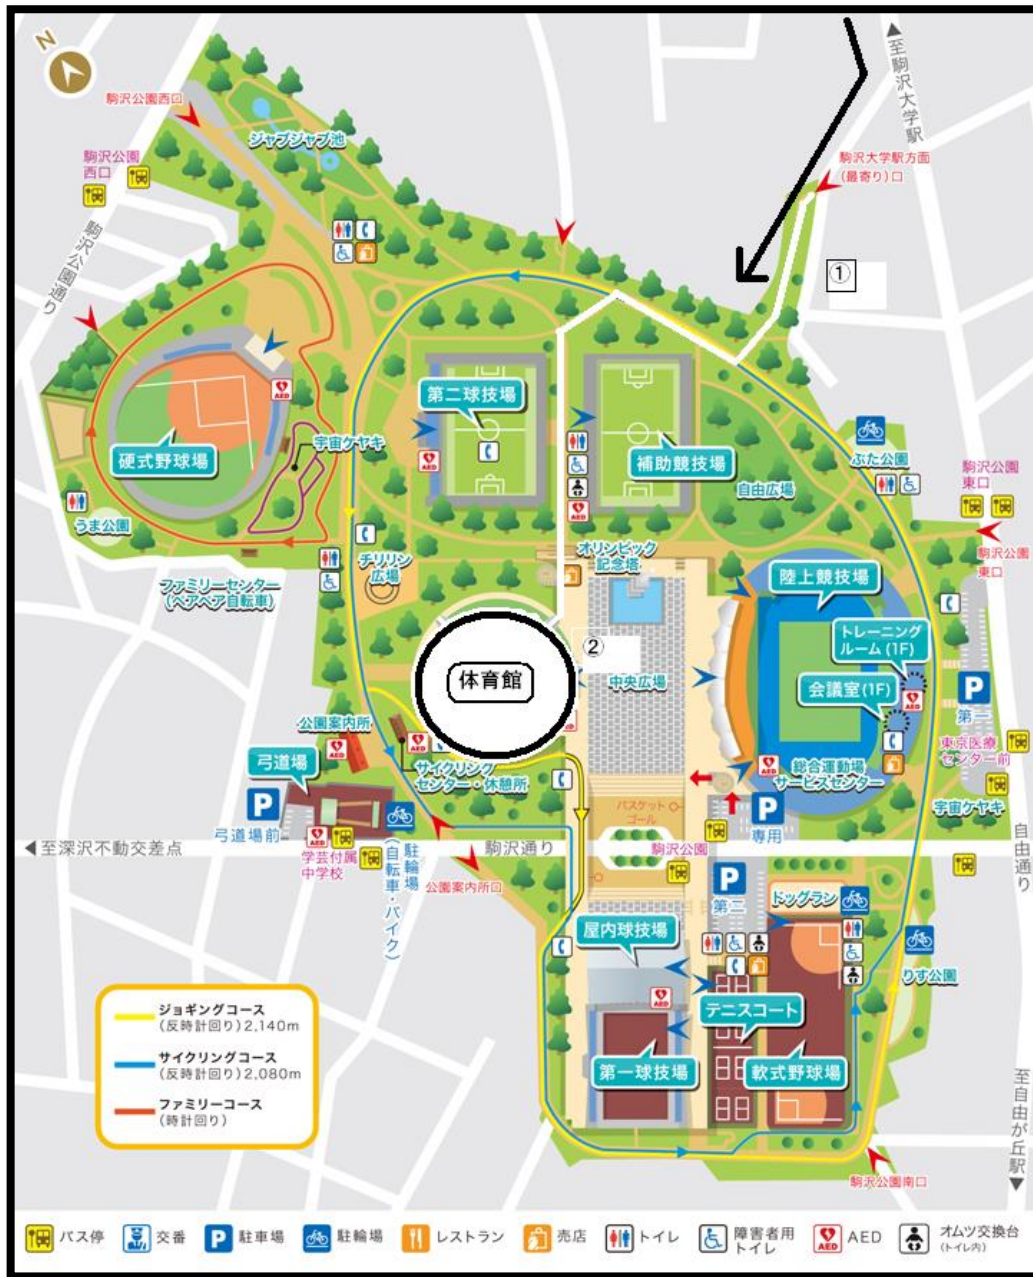 N
駒沢公園西口
ジャブジャブ池
駒沢公園
西口
駒沢公園通り
▲至駒沢大学駅
駒沢大学駅方面
(最寄り)口
①
第二球技場
硬式野球場
宇宙ケヤキ
補助競技場
自由広場
ぶた公園
駒沢公園
東口
駒沢公園
東口
うま公園
チリリン
広場
ファミリーセンター
(ペアペア自転車)
オリンピック
記念塔
陸上競技場
トレーニング
ルーム(1F)
会議室(1F)
②
体育館
中央広場
第一
東京医療
センター前
公園案内所
弓道場
サイクリング
センター・休憩所
総合運動場
サービスセンター
宇宙ケヤキ
弓道場前
バスケット
ゴール
専用
自由通り
◀至深沢不動交差点
学芸付属
中学校
駐輪場
(自転車・バイク)
駒沢通り
駒沢公園
公園案内所口
第二
ドッグラン
屋内球技場
りす公園
テニスコート
第一球技場
軟式野球場
AED
AED
AED
AED
AED
AED
AED
AED
AED
P
P
P
P
ジョギングコース
(反時計回り)2,140m
サイクリングコース
(反時計回り)2,080m
ファミリーコース
(時計回り)
至自由が丘駅▼
駒沢公園南口
バス停
交番
P 駐車場
駐輪場
レストラン
売店
トイレ
障害者用
トイレ
AED AED
オムツ交換台
(トイレ内)